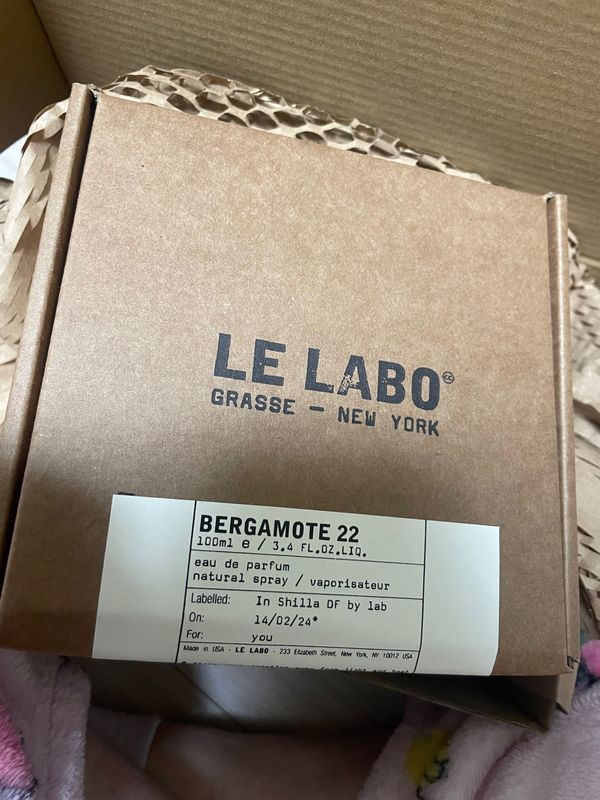 LE LABO
GRASSE – NEW YORK
BERGAMOTE 22
100ml e / 3.4 FL.OZ.LIQ.
eau de parfum
natural spray / vaporisateur
Labelled: In Shilla DF by lab
On: 14/02/24*
For: you
Made in USA - LE LABO - 233 Elizabeth Street, New York, NY 10012 USA